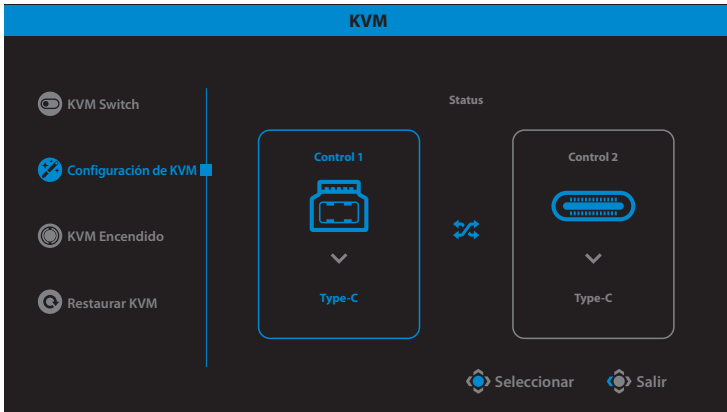 KVM
KVM Switch
Configuración de KVM
KVM Encendido
Restaurar KVM
Status
Control 1
Type-C
Control 2
Type-C
Seleccionar
Salir